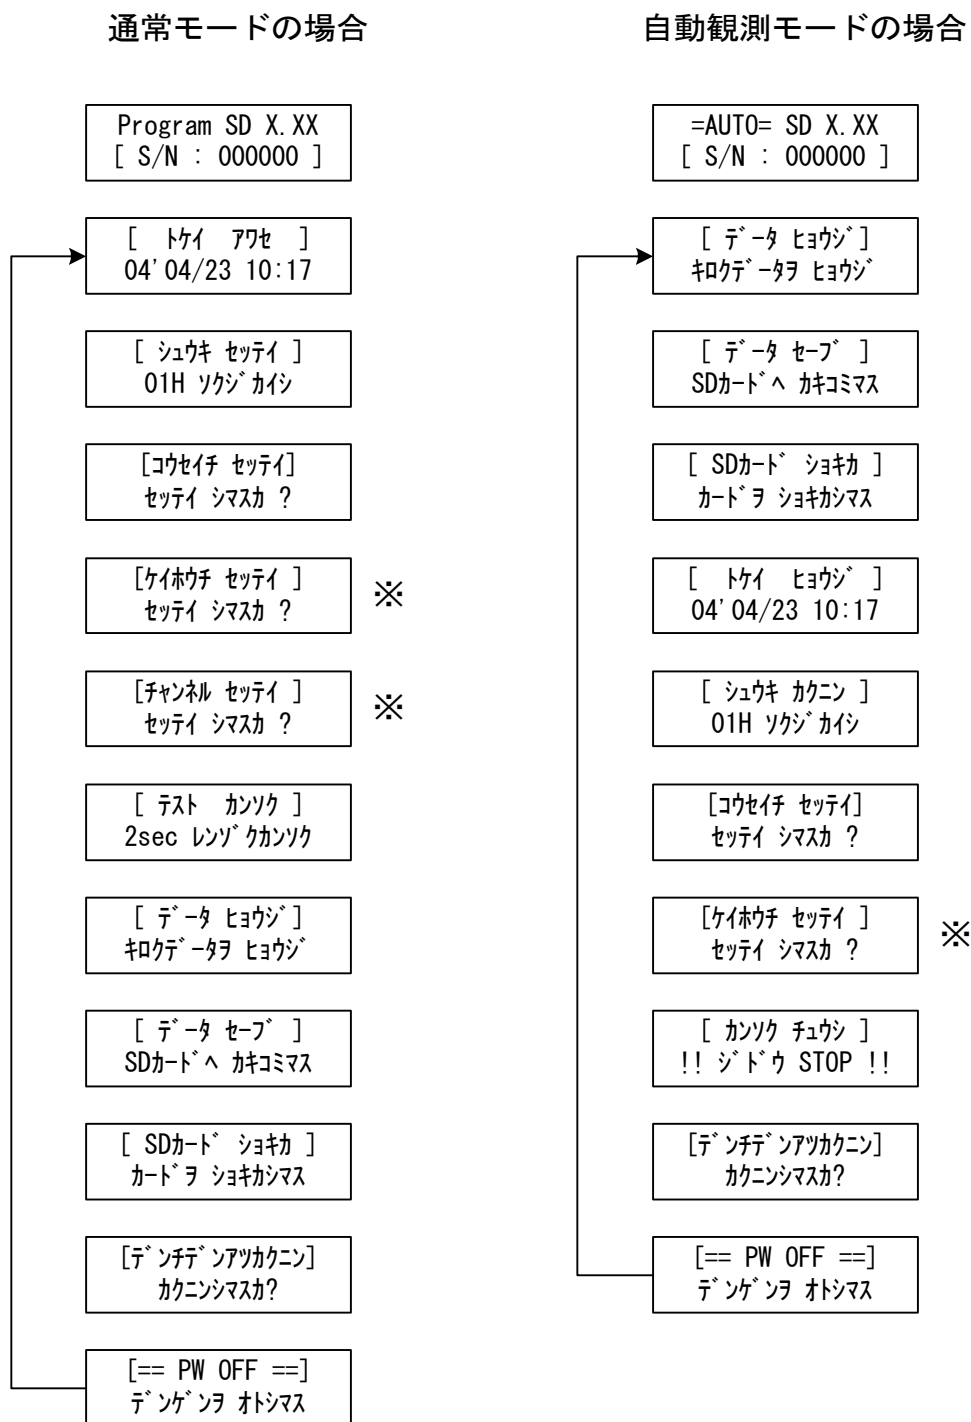 通常モードの場合
Program SD X.XX
[ S/N : 000000 ]
[ ﾄｹｲ ｱﾜｾ ]
04'04/23 10:17
[ ｼｭｳｷ ｾｯﾃｲ ]
01H ｿｸｼﾞｶｲｼ
[ｺｳｾｲﾁ ｾｯﾃｲ]
ｾｯﾃｲ ｼﾏｽｶ ?
[ｹｲﾎｳﾁ ｾｯﾃｲ ]
ｾｯﾃｲ ｼﾏｽｶ ?
※
[ﾁｬﾝﾈﾙ ｾｯﾃｲ ]
ｾｯﾃｲ ｼﾏｽｶ ?
※
[ ﾃｽﾄ ｶﾝｿｸ ]
2sec ﾚﾝｿﾞｸｶﾝｿｸ
[ ﾃﾞｰﾀ ﾋｮｳｼﾞ]
ｷﾛｸﾃﾞｰﾀｦ ﾋｮｳｼﾞ
[ ﾃﾞｰﾀ ｾｰﾌﾞ ]
SDｶｰﾄﾞﾍ ｶｷｺﾐﾏｽ
[ SDｶｰﾄﾞ ｼｮｷｶ ]
ｶｰﾄﾞｦ ｼｮｷｶｼﾏｽ
[ﾃﾞﾝﾁﾃﾞﾝｱﾂｶｸﾆﾝ]
ｶｸﾆﾝｼﾏｽｶ?
[== PW OFF ==]
ﾃﾞﾝｹﾞﾝｦ ｵﾄｼﾏｽ
自動観測モードの場合
=AUTO= SD X.XX
[ S/N : 000000 ]
[ ﾃﾞｰﾀ ﾋｮｳｼﾞ]
ｷﾛｸﾃﾞｰﾀｦ ﾋｮｳｼﾞ
[ ﾃﾞｰﾀ ｾｰﾌﾞ ]
SDｶｰﾄﾞﾍ ｶｷｺﾐﾏｽ
[ SDｶｰﾄﾞ ｼｮｷｶ ]
ｶｰﾄﾞｦ ｼｮｷｶｼﾏｽ
[ ﾄｹｲ ﾋｮｳｼﾞ ]
04'04/23 10:17
[ ｼｭｳｷ ｶｸﾆﾝ ]
01H ｿｸｼﾞｶｲｼ
[ｺｳｾｲﾁ ｾｯﾃｲ]
ｾｯﾃｲ ｼﾏｽｶ ?
[ｹｲﾎｳﾁ ｾｯﾃｲ ]
ｾｯﾃｲ ｼﾏｽｶ ?
※
[ ｶﾝｿｸ ﾁｭｳｼ ]
!! ｼﾞﾄﾞｳ STOP !!
[ﾃﾞﾝﾁﾃﾞﾝｱﾂｶｸﾆﾝ]
ｶｸﾆﾝｼﾏｽｶ?
[== PW OFF ==]
ﾃﾞﾝｹﾞﾝｦ ｵﾄｼﾏｽ